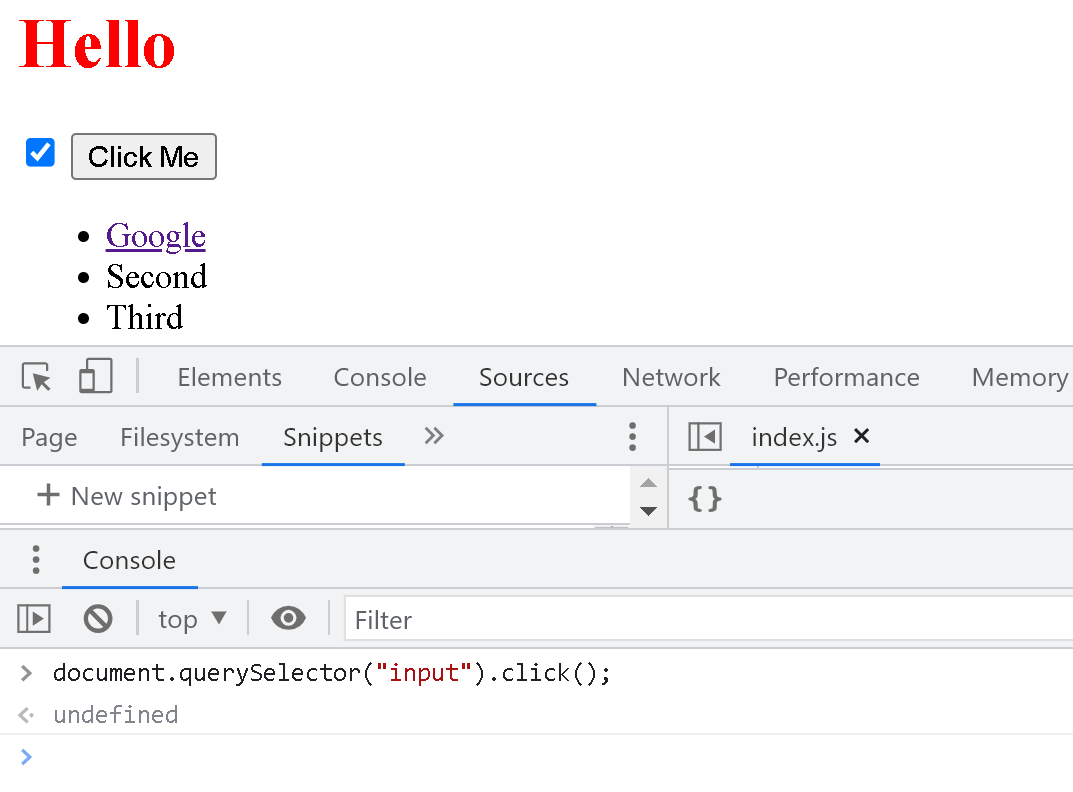 Hello
Click Me
Google
Second
Third
Elements Console Sources Network Performance Memory
Page Filesystem Snippets » index.js ×
+ New snippet {}
Console
top ▼ Filter
> document.querySelector("input").click();
<· undefined
>